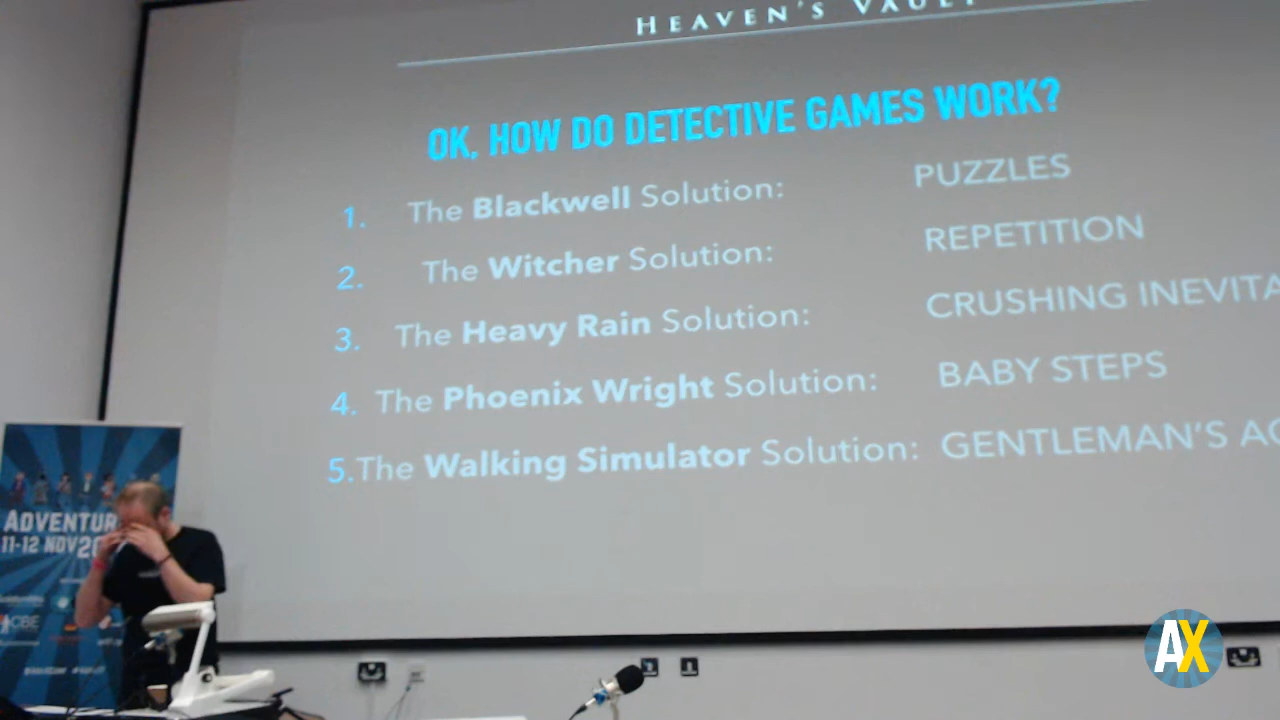 HEAVEN'S VAULT
OK, HOW DO DETECTIVE GAMES WORK?
1. The Blackwell Solution: PUZZLES
2. The Witcher Solution: REPETITION
3. The Heavy Rain Solution: CRUSHING INEVITA
4. The Phoenix Wright Solution: BABY STEPS
5. The Walking Simulator Solution: GENTLEMAN'S AG
ADVENTUR
11-12 NOV 20
AX